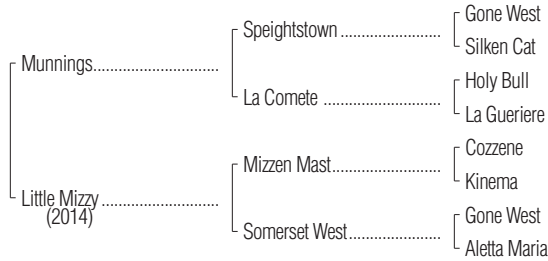 Gone West
Speightstown
Silken Cat
Munnings
Holy Bull
La Comete
La Gueriere
Cozzene
Mizzen Mast
Kinema
Little Mizzy
(2014)
Gone West
Somerset West
Aletta Maria